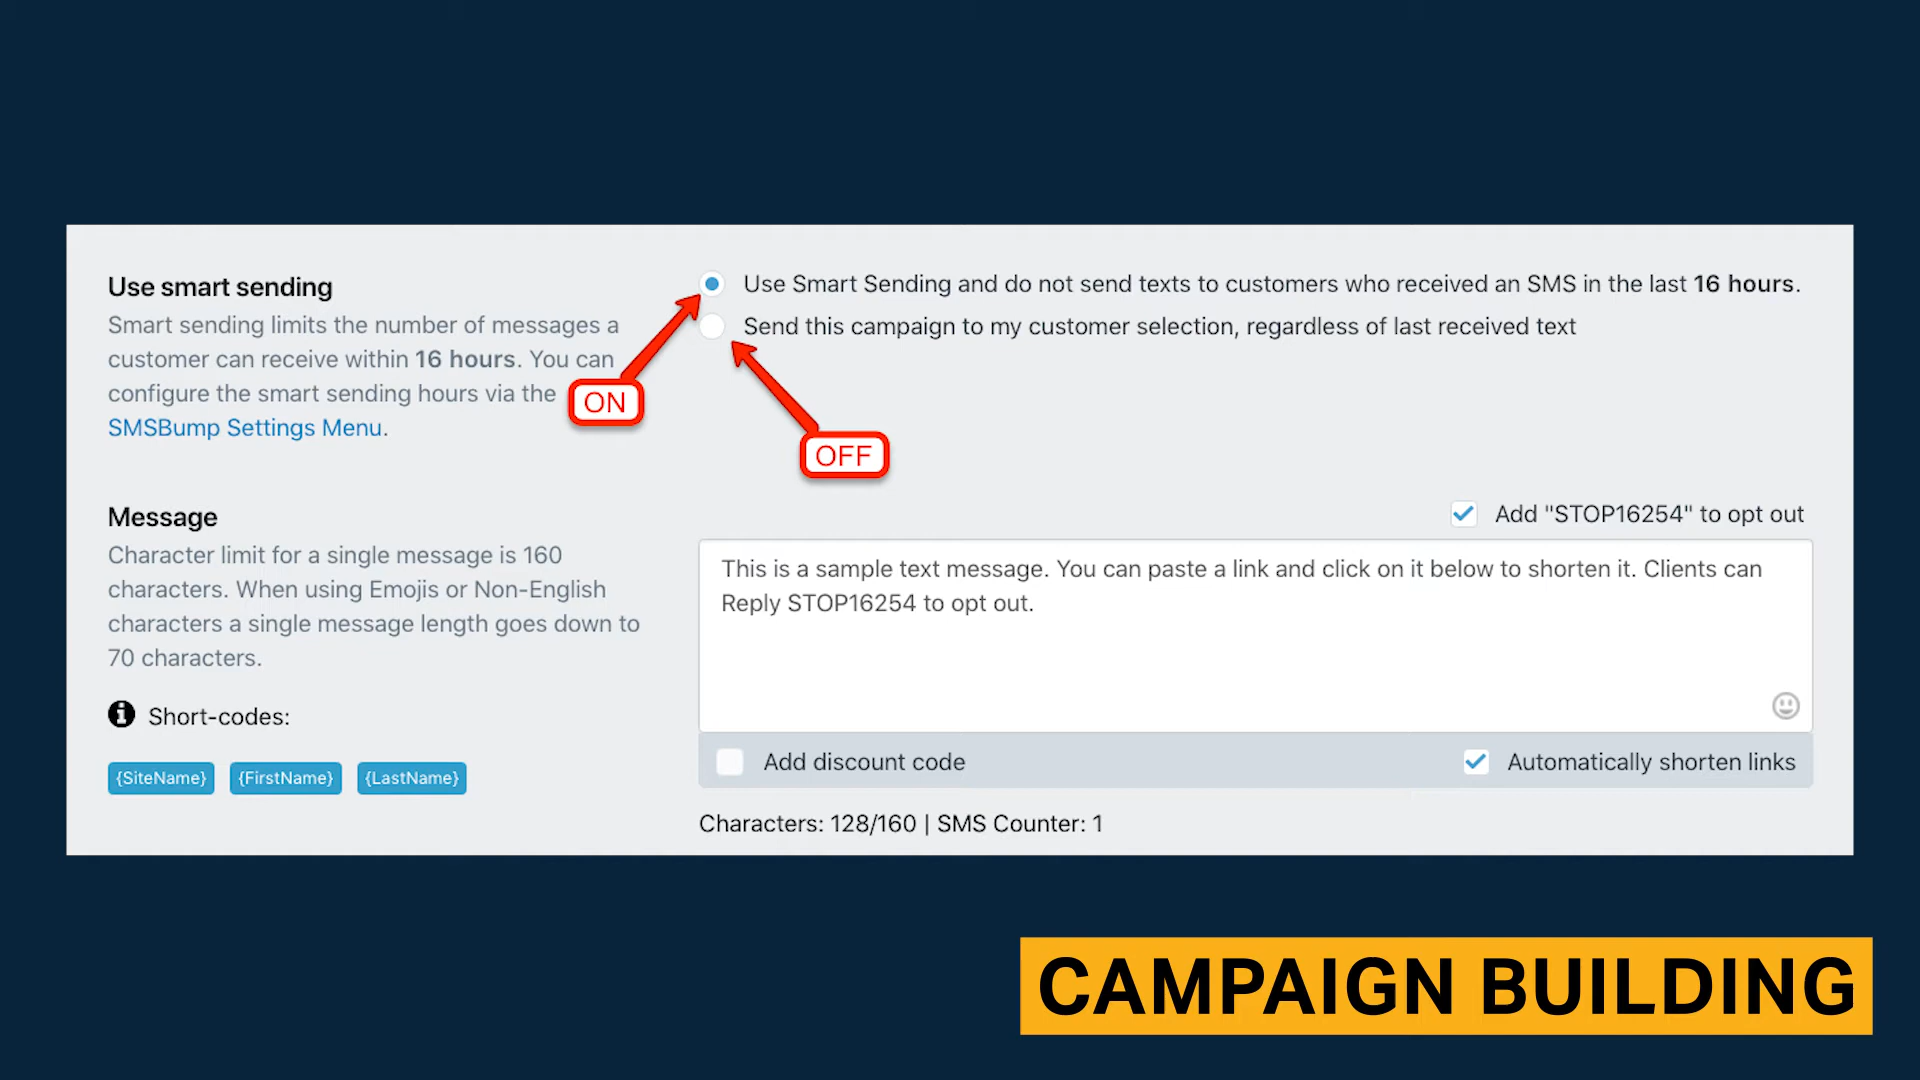 Use smart sending
Smart sending limits the number of messages a
customer can receive within 16 hours. You can
configure the smart sending hours via the
SMSBump Settings Menu.
Use Smart Sending and do not send texts to customers who received an SMS in the last 16 hours.
Send this campaign to my customer selection, regardless of last received text
ON
OFF
Message
Character limit for a single message is 160
characters. When using Emojis or Non-English
characters a single message length goes down to
70 characters.
Short-codes:
{SiteName} {FirstName} {LastName}
Add "STOP16254" to opt out
This is a sample text message. You can paste a link and click on it below to shorten it. Clients can
Reply STOP16254 to opt out.
Add discount code
Automatically shorten links
Characters: 128/160 | SMS Counter: 1
CAMPAIGN BUILDING